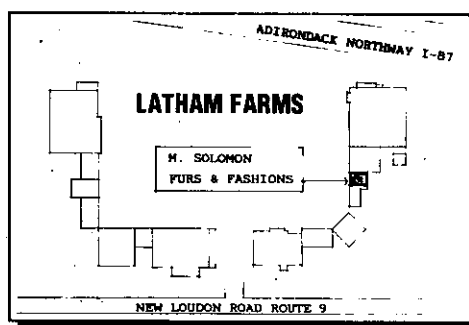 ADIRONDACK NORTHWAY I-87
LATHAM FARMS
M. SOLOMON
FURS & FASHIONS
NEW LOUDON ROAD ROUTE 9